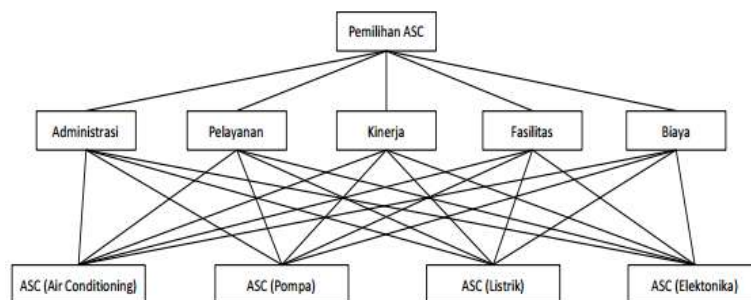 Pemilihan ASC
Administrasi
Pelayanan
Kinerja
Fasilitas
Biaya
ASC (Air Conditioning)
ASC (Pompa)
ASC (Listrik)
ASC (Elektonika)